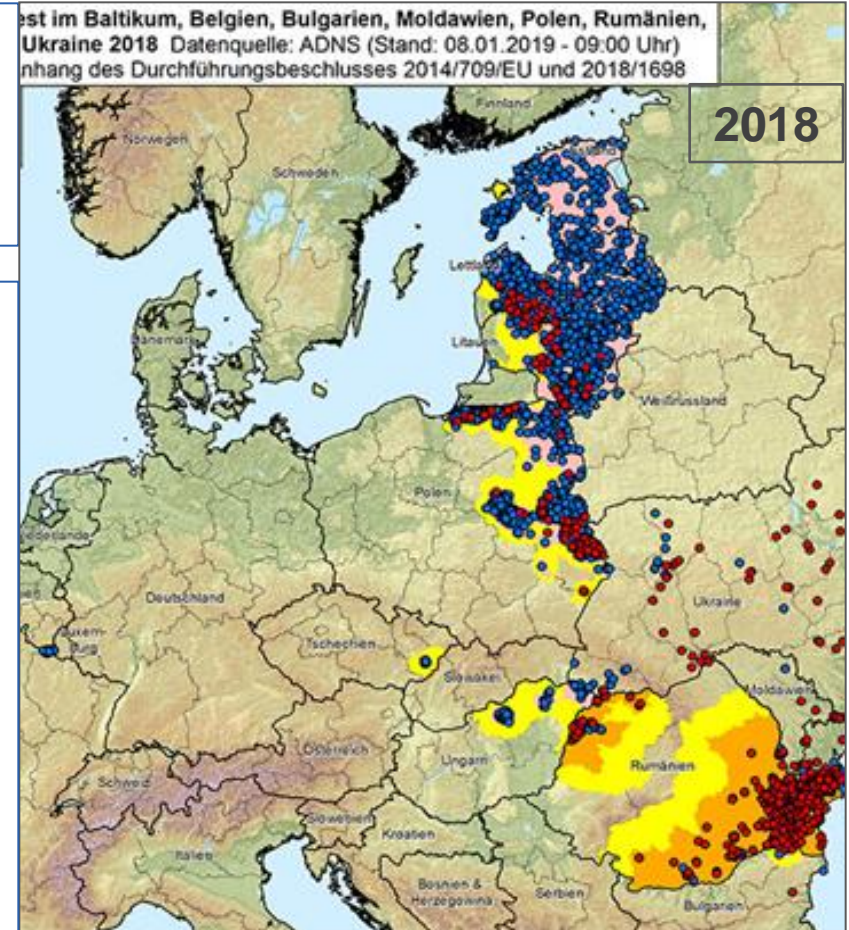 est im Baltikum, Belgien, Bulgarien, Moldawien, Polen, Rumänien,
Ukraine 2018 Datenquelle: ADNS (Stand: 08.01.2019 - 09:00 Uhr)
nhang des Durchführungsbeschlusses 2014/709/EU und 2018/1698
2018
Finnland
Norwegen
Schweden
Lettland
Dänemark
Litauen
Weißrussland
Polen
ederlande
Deutschland
Ukraine
Luxem-
burg
Tschechien
Slowakei
Moldawien
Österreich
Ungarn
Rumänien
Schweiz
Slowenien
Kroatien
Italien
Bosnien &
Herzegowina
Serbien
Bulgarien